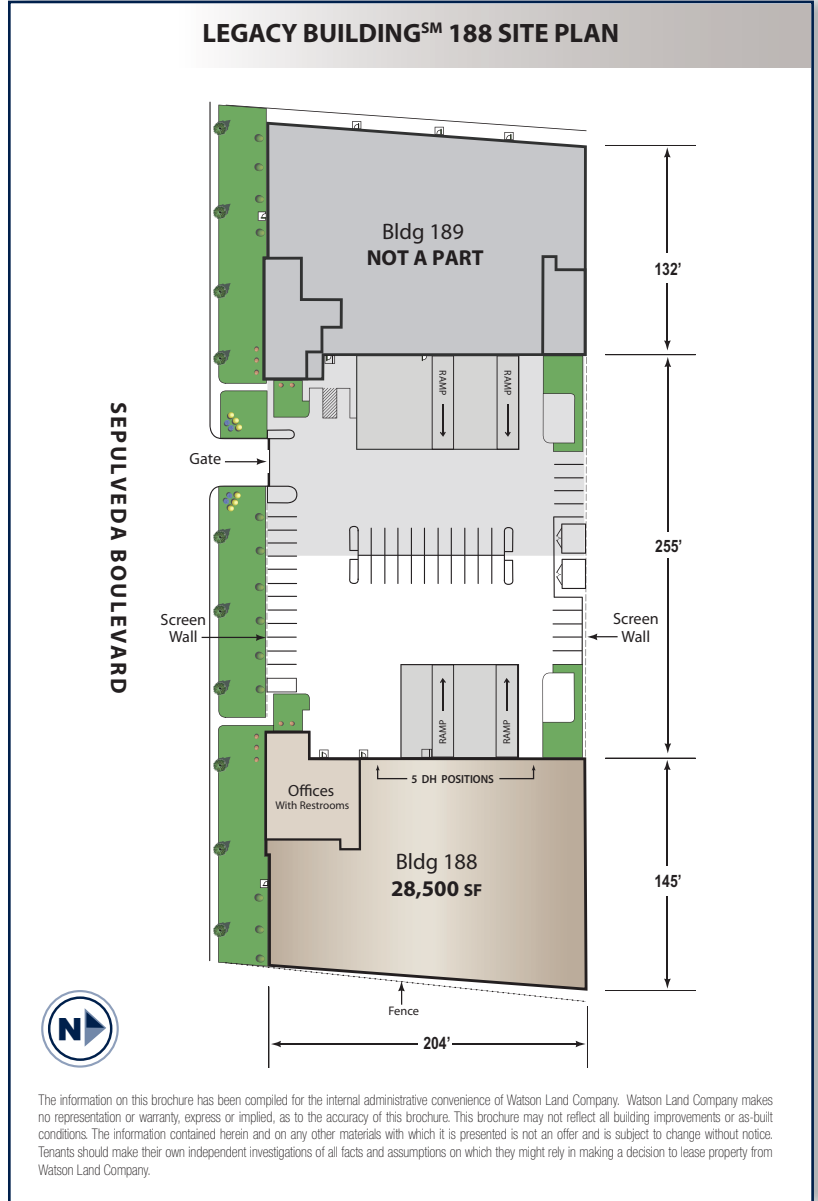 LEGACY BUILDING℠ 188 SITE PLAN
Bldg 189
NOT A PART
132'
RAMP
RAMP
SEPULVEDA BOULEVARD
Gate
255'
Screen
Wall
Screen
Wall
RAMP
RAMP
5 DH POSITIONS
Offices
With Restrooms
Bldg 188
28,500 SF
145'
Fence
N
204'
The information on this brochure has been compiled for the internal administrative convenience of Watson Land Company. Watson Land Company makes
no representation or warranty, express or implied, as to the accuracy of this brochure. This brochure may not reflect all building improvements or as-built
conditions. The information contained herein and on any other materials with which it is presented is not an offer and is subject to change without notice.
Tenants should make their own independent investigations of all facts and assumptions on which they might rely in making a decision to lease property from
Watson Land Company.